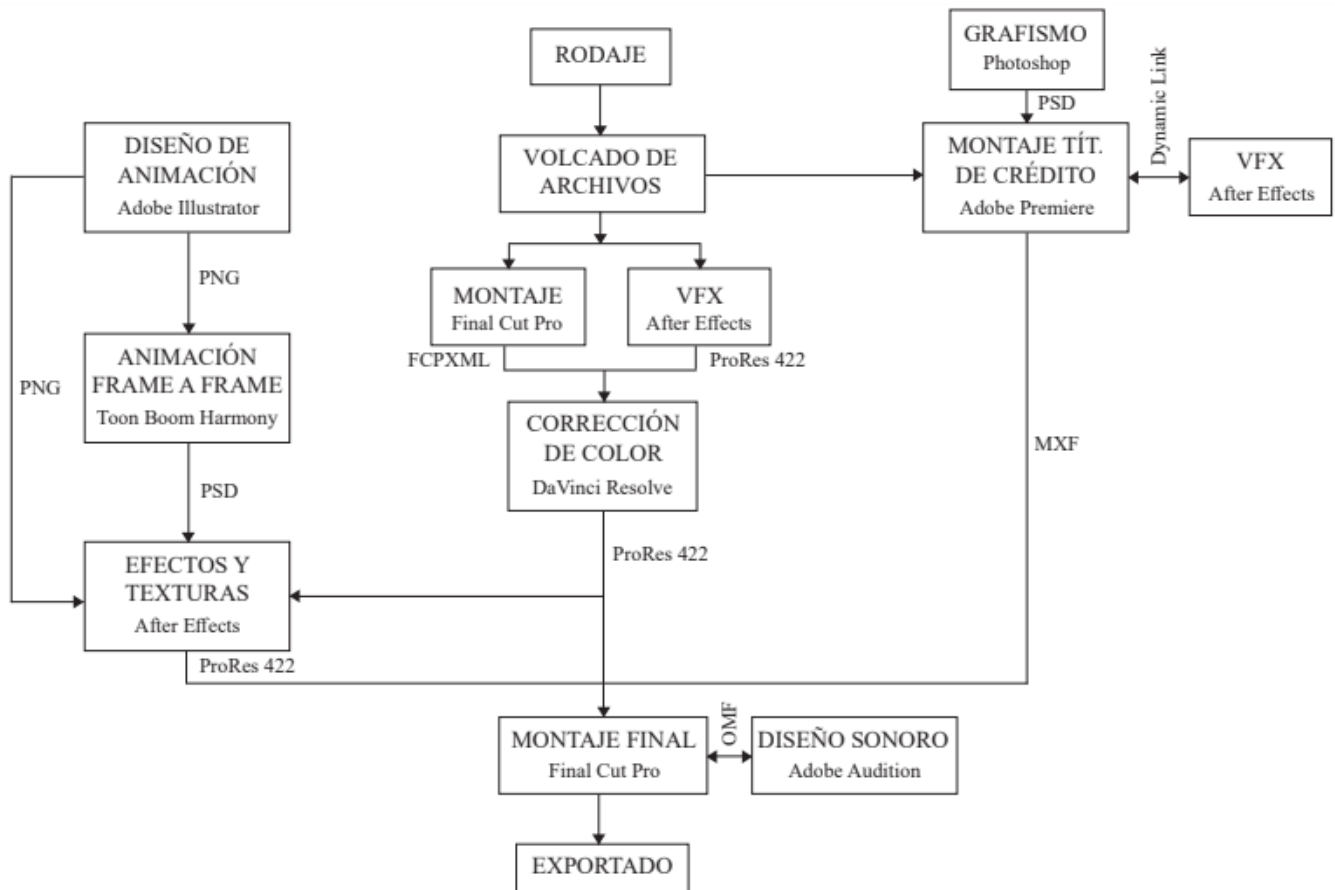 RODAJE
GRAFISMO
Photoshop
Dynamic Link
PSD
DISEÑO DE
ANIMACIÓN
Adobe Illustrator
VOLCADO DE
ARCHIVOS
MONTAJE TÍT.
DE CRÉDITO
Adobe Premiere
VFX
After Effects
PNG
MONTAJE
Final Cut Pro
VFX
After Effects
FCPXML
ProRes 422
PNG
ANIMACIÓN
FRAME A FRAME
Toon Boom Harmony
CORRECCIÓN
DE COLOR
DaVinci Resolve
MXF
PSD
EFECTOS Y
TEXTURAS
After Effects
ProRes 422
ProRes 422
MONTAJE FINAL
Final Cut Pro
OMF
DISEÑO SONORO
Adobe Audition
EXPORTADO